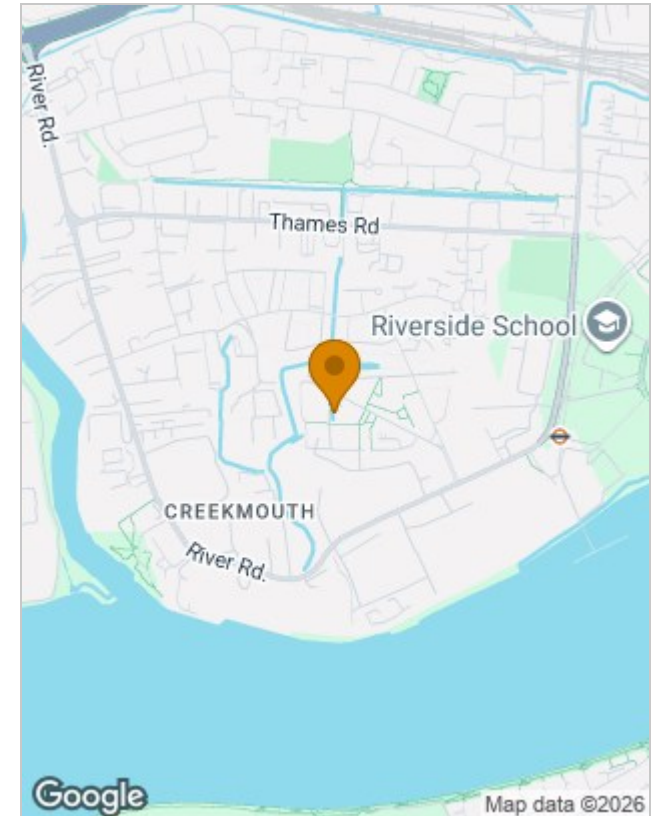 River Rd.
Thames Rd
Riverside School
CREEKMOUTH
River Rd.
Google
Map data ©2026